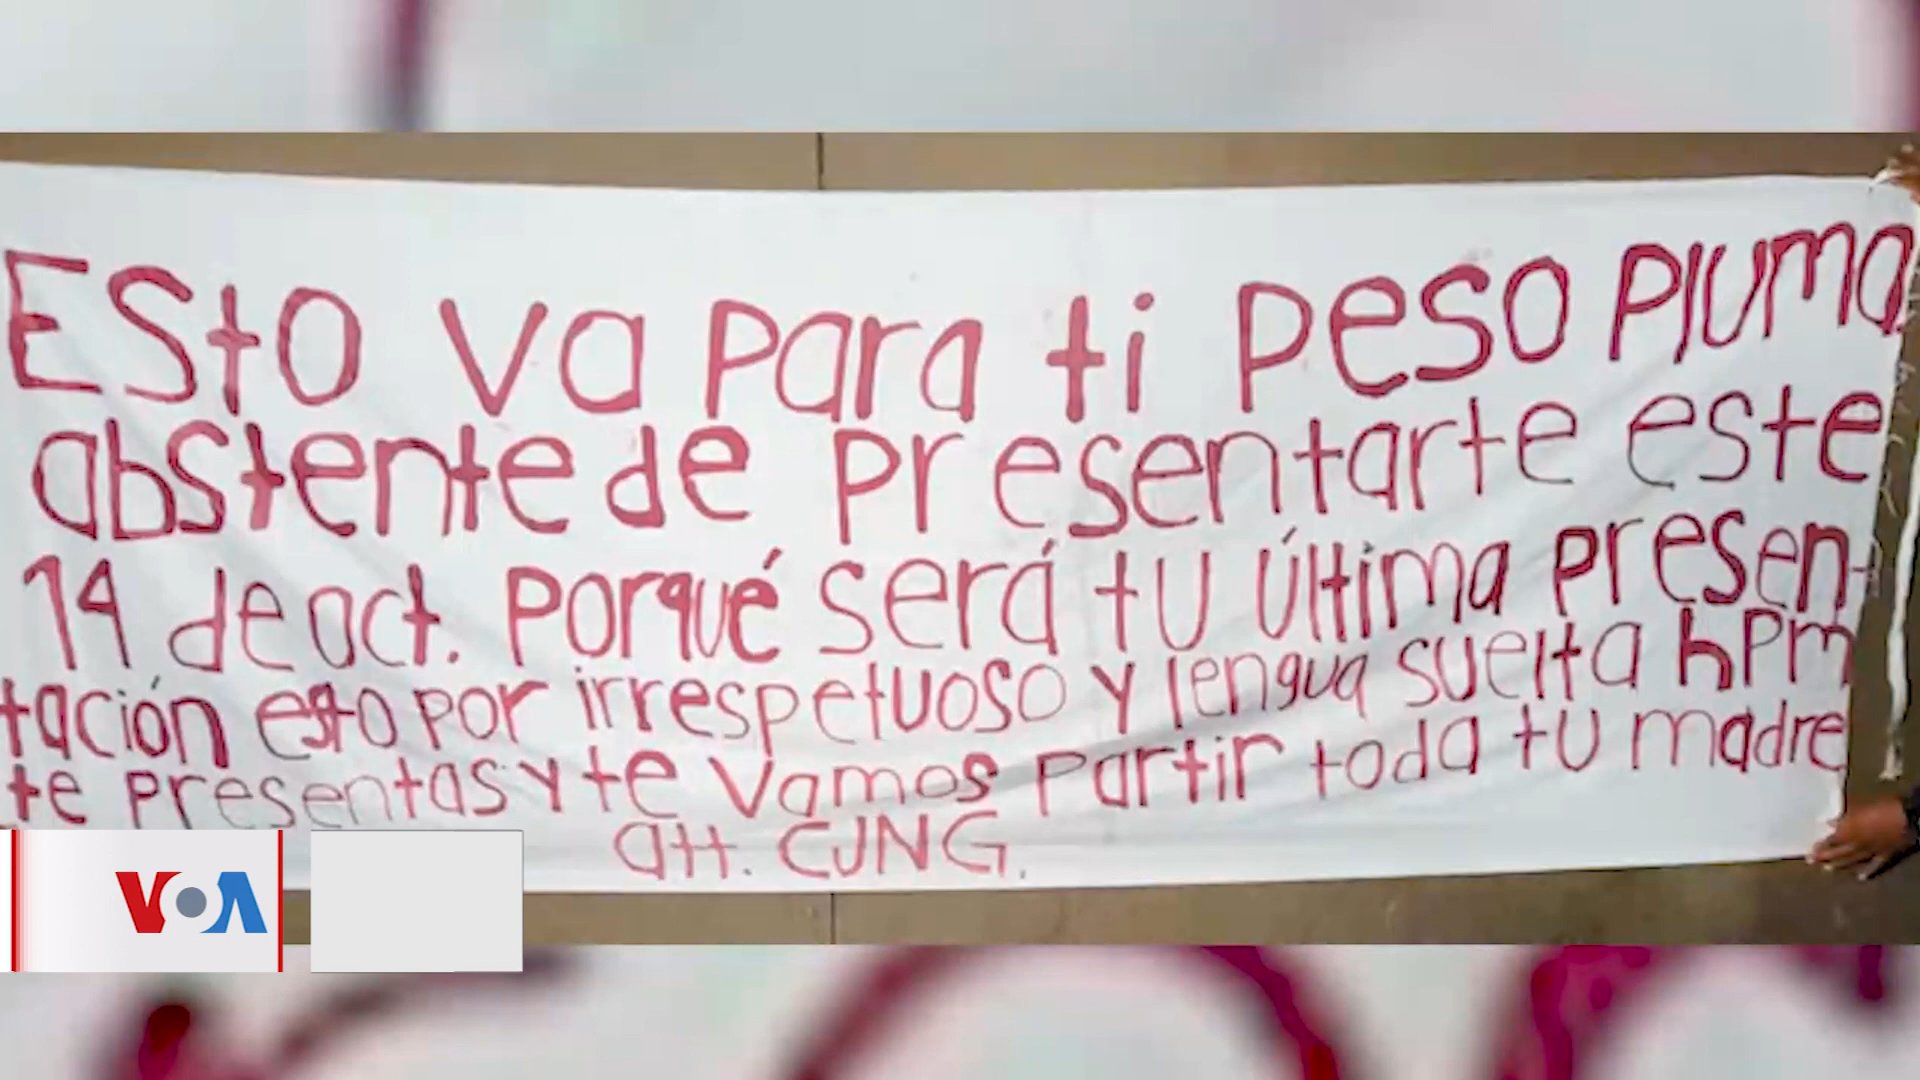 Esto va para ti peso pluma
abstente de presentarte este
14 de oct. porqué será tu última presen-
tación esto por irrespetuoso y lengua suelta hPm
te presentas y te vamos partir toda tu madre
att. CJNG.
VOA